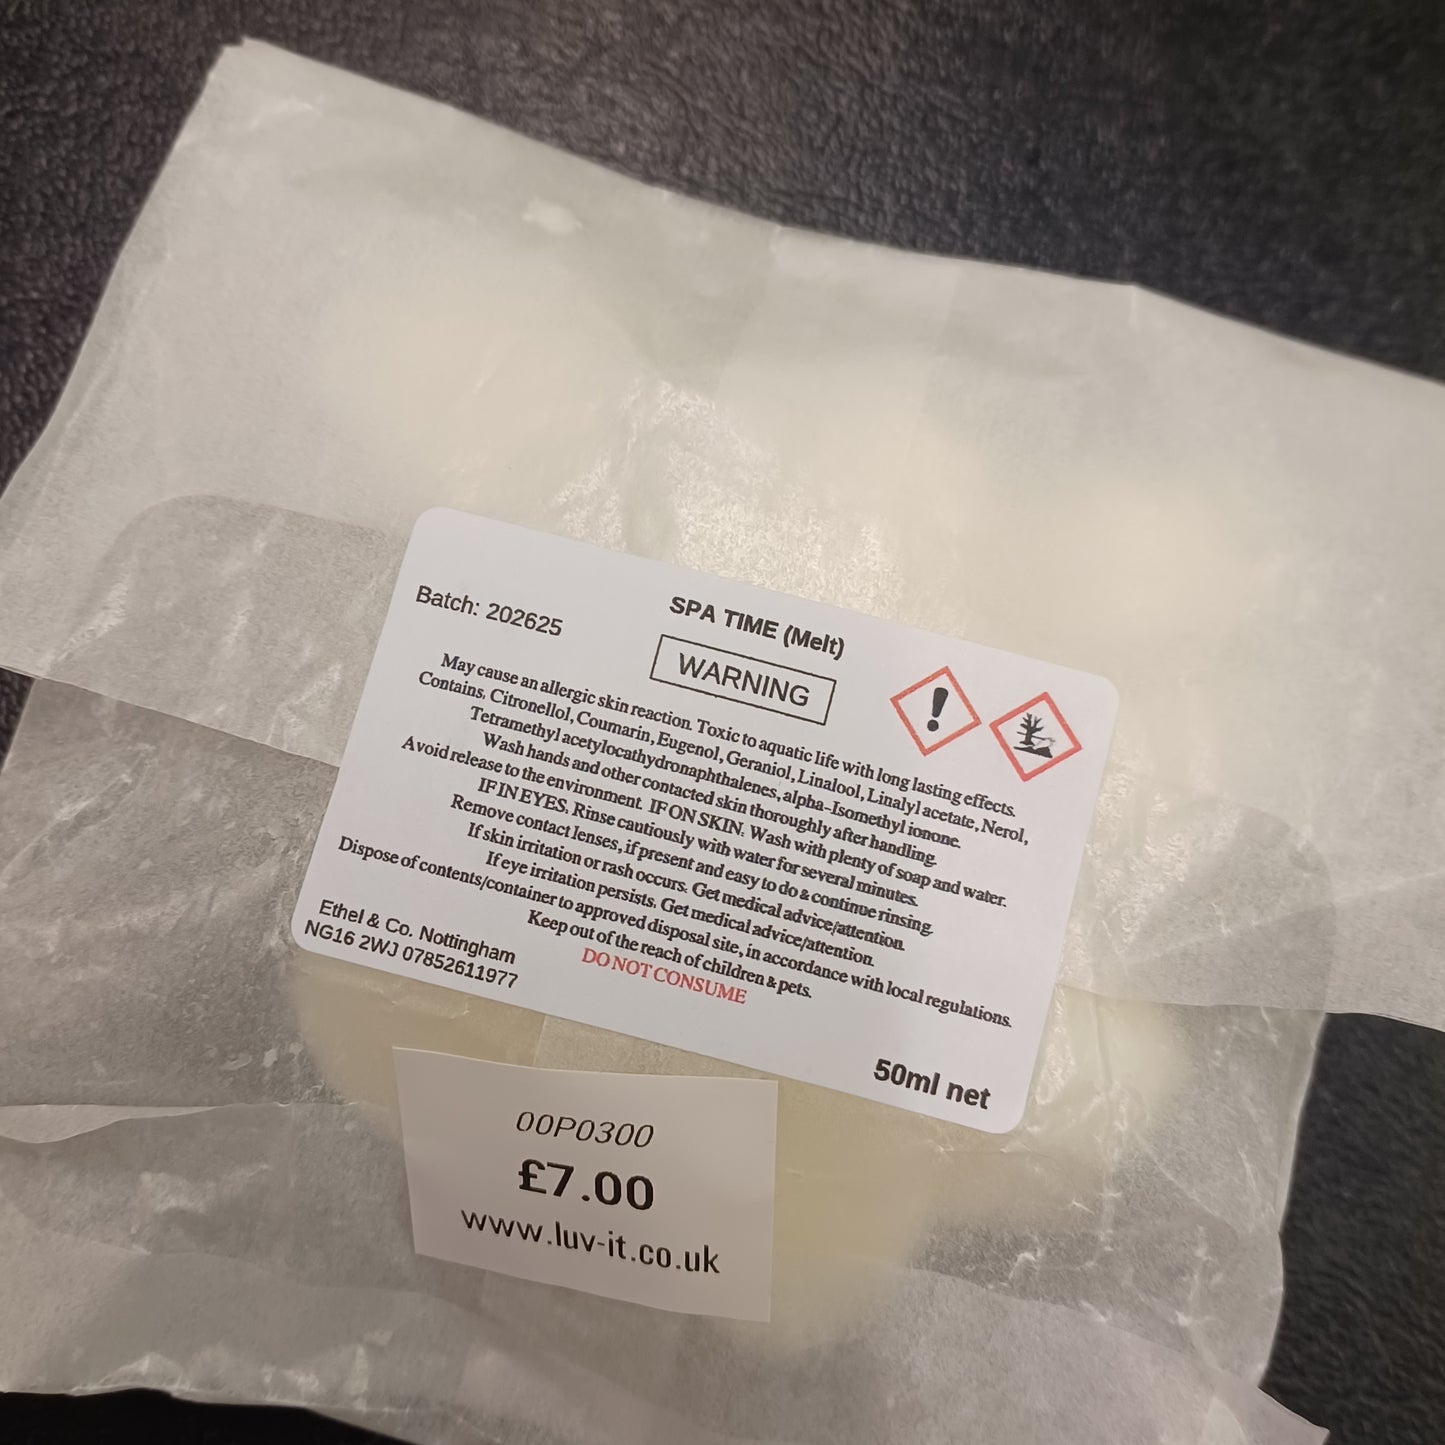 Batch: 202625
SPA TIME (Melt)
WARNING
May cause an allergic skin reaction. Toxic to aquatic life with long lasting effects.
Contains, Citronellol, Coumarin, Eugenol, Geraniol, Linalool, Linalyl acetate, Nerol,
Tetramethyl acetylocathydronaphthalenes, alpha-Isomethyl ionone.
Wash hands and other contacted skin thoroughly after handling.
Avoid release to the environment. IF ON SKIN. Wash with plenty of soap and water.
IF IN EYES. Rinse cautiously with water for several minutes.
Remove contact lenses, if present and easy to do & continue rinsing.
If skin irritation or rash occurs. Get medical advice/attention.
If eye irritation persists. Get medical advice/attention.
Dispose of contents/container to approved disposal site, in accordance with local regulations.
Keep out of the reach of children & pets.
DO NOT CONSUME
Ethel & Co. Nottingham
NG16 2WJ 07852611977
50ml net
00P0300
£7.00
www.luv-it.co.uk